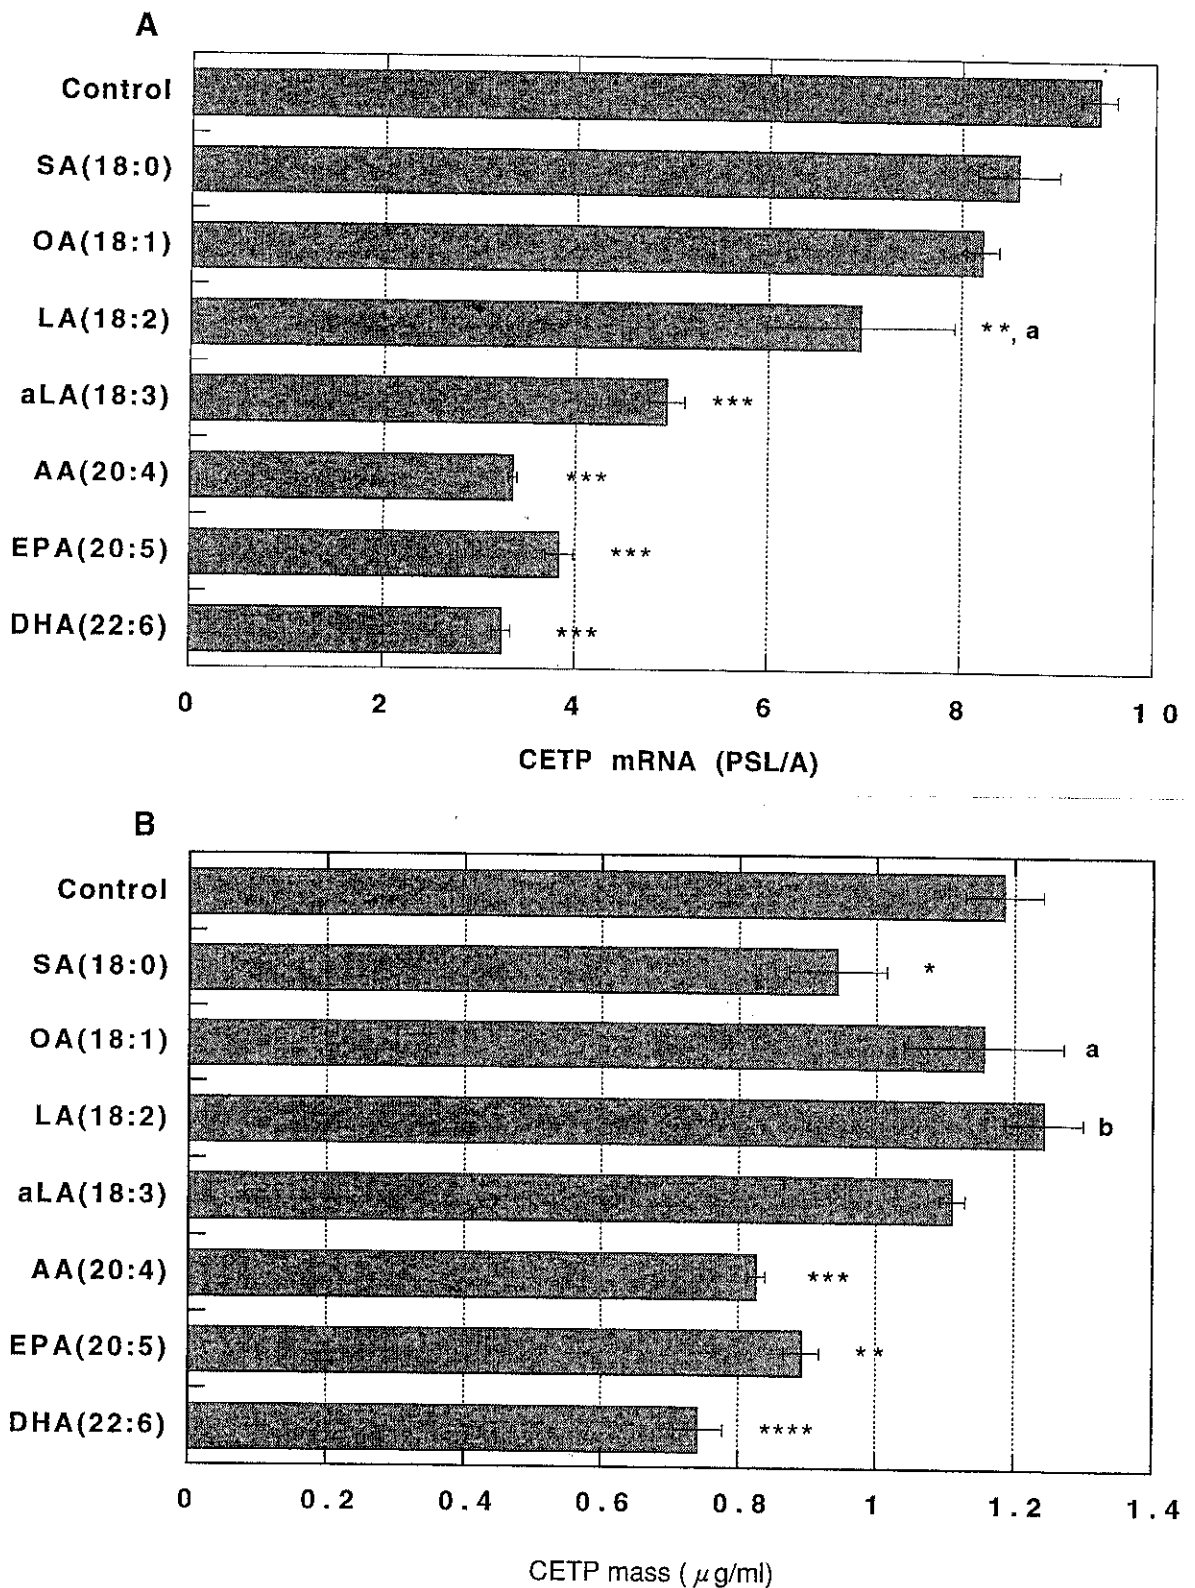 A
Control
SA(18:0)
OA(18:1)
LA(18:2)
**, a
aLA(18:3)
***
AA(20:4)
***
EPA(20:5)
***
DHA(22:6)
***
0 2 4 6 8 10
CETP mRNA (PSL/A)
B
Control
SA(18:0)
*
OA(18:1)
a
LA(18:2)
b
aLA(18:3)
AA(20:4)
***
EPA(20:5)
**
DHA(22:6)
****
0 0.2 0.4 0.6 0.8 1 1.2 1.4
CETP mass ( μg/ml)